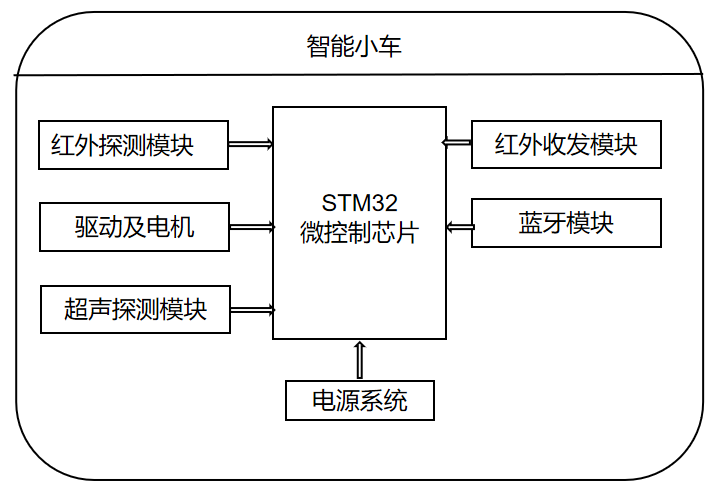 智能小车
红外探测模块
驱动及电机
超声探测模块
STM32
微控制芯片
红外收发模块
蓝牙模块
电源系统